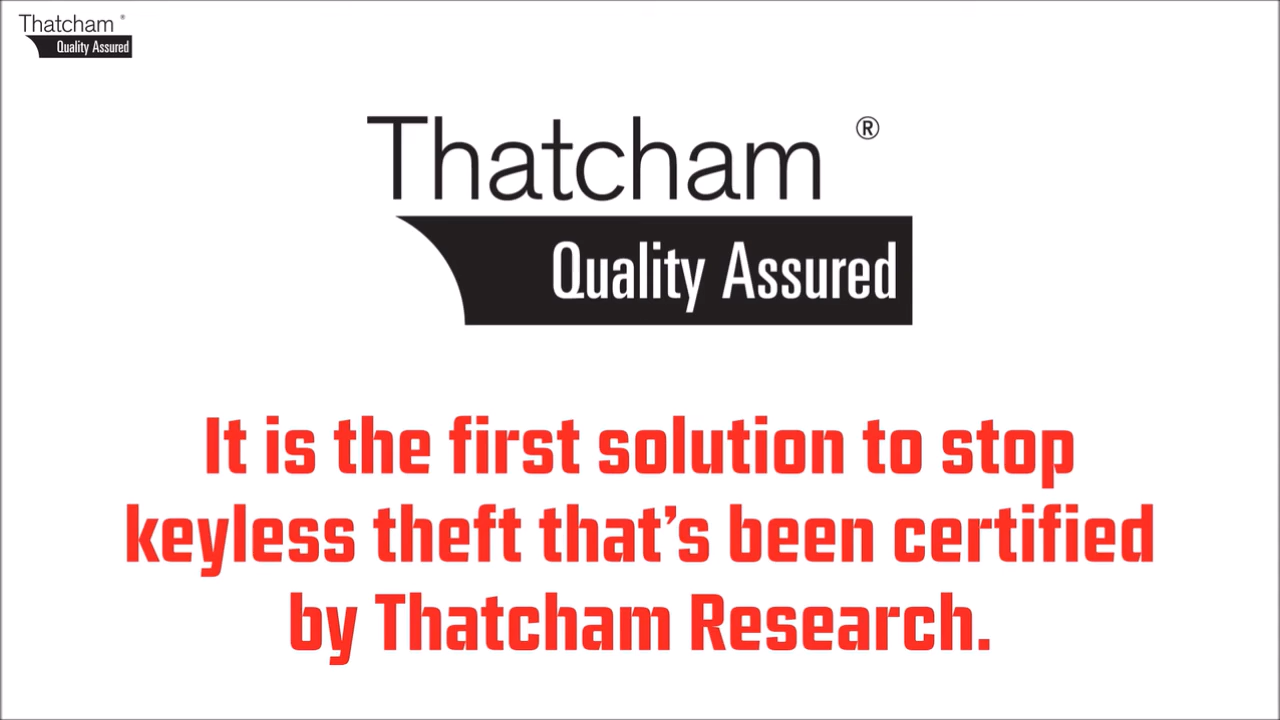 Thatcham ®
Quality Assured
Thatcham ®
Quality Assured
It is the first solution to stop
keyless theft that’s been certified
by Thatcham Research.